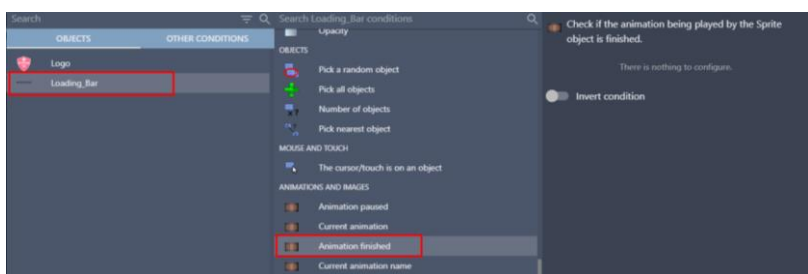 Search
OBJECTS
OTHER CONDITIONS
Logo
Loading_Bar
Search Loading_Bar conditions
Opacity
OBJECTS
Pick a random object
Pick all objects
Number of objects
Pick nearest object
MOUSE AND TOUCH
The cursor/touch is on an object
ANIMATIONS AND IMAGES
Animation paused
Current animation
Animation finished
Current animation name
Check if the animation being played by the Sprite
object is finished.
There is nothing to configure.
Invert condition